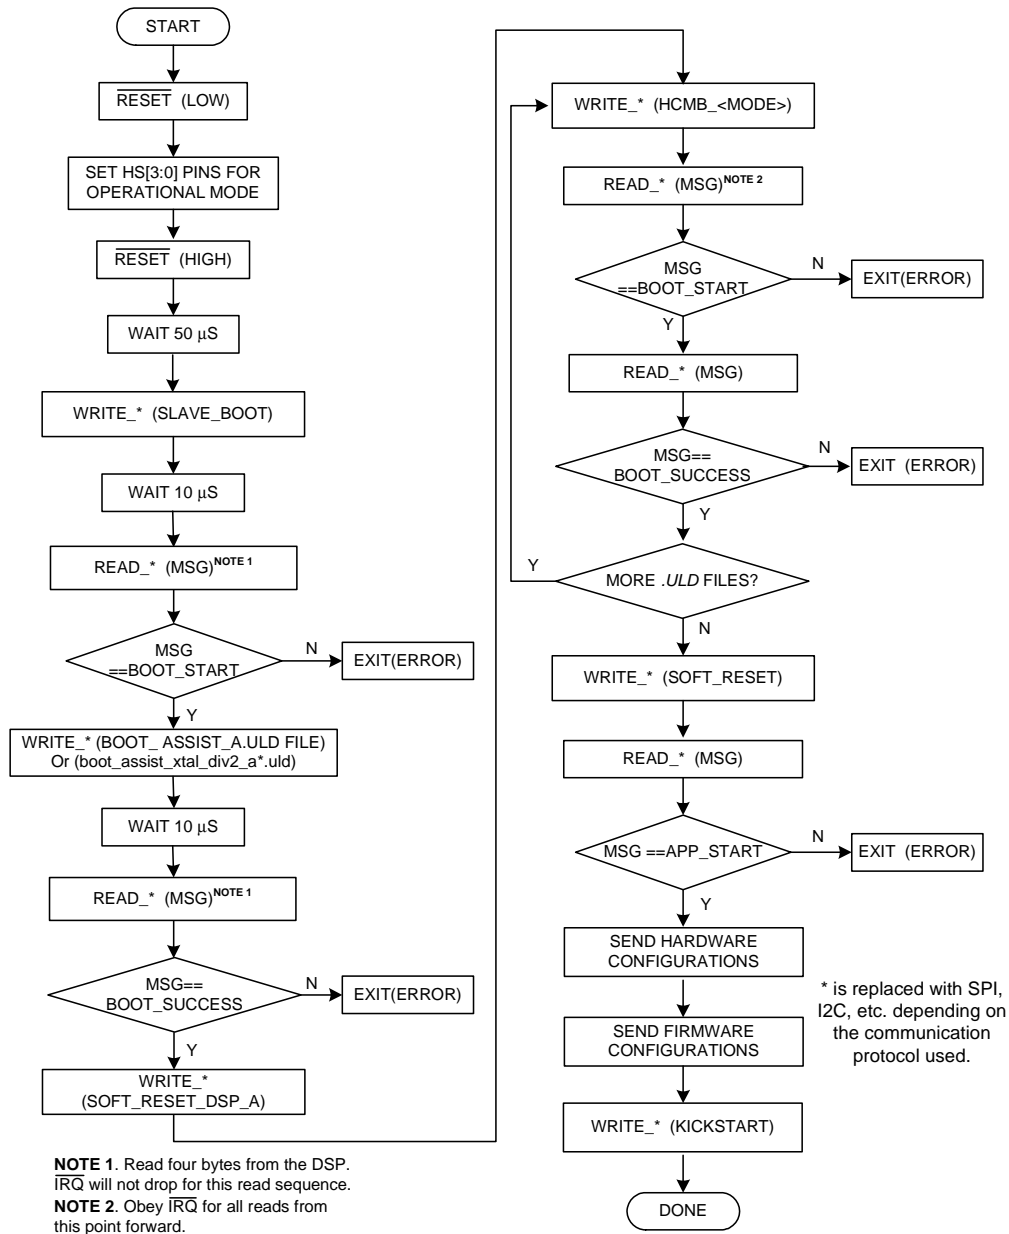 START
RESET (LOW)
SET HS[3:0] PINS FOR
OPERATIONAL MODE
RESET (HIGH)
WAIT 50 µS
WRITE_* (SLAVE_BOOT)
WAIT 10 µS
READ_* (MSG)NOTE 1
MSG
==BOOT_START
N
EXIT(ERROR)
Y
WRITE_* (BOOT_ ASSIST_A.ULD FILE)
Or (boot_assist_xtal_div2_a*.uld)
WAIT 10 µS
READ_* (MSG)NOTE 1
MSG==
BOOT_SUCCESS
N
EXIT(ERROR)
Y
WRITE_*
(SOFT_RESET_DSP_A)
NOTE 1. Read four bytes from the DSP.
IRQ will not drop for this read sequence.
NOTE 2. Obey IRQ for all reads from
this point forward.
WRITE_* (HCMB_<MODE>)
READ_* (MSG)NOTE 2
MSG
==BOOT_START
N
EXIT(ERROR)
Y
READ_* (MSG)
MSG==
BOOT_SUCCESS
N
EXIT (ERROR)
Y
MORE .ULD FILES?
Y
N
WRITE_* (SOFT_RESET)
READ_* (MSG)
MSG ==APP_START
N
EXIT (ERROR)
Y
SEND HARDWARE
CONFIGURATIONS
SEND FIRMWARE
CONFIGURATIONS
WRITE_* (KICKSTART)
DONE
* is replaced with SPI,
I2C, etc. depending on
the communication
protocol used.